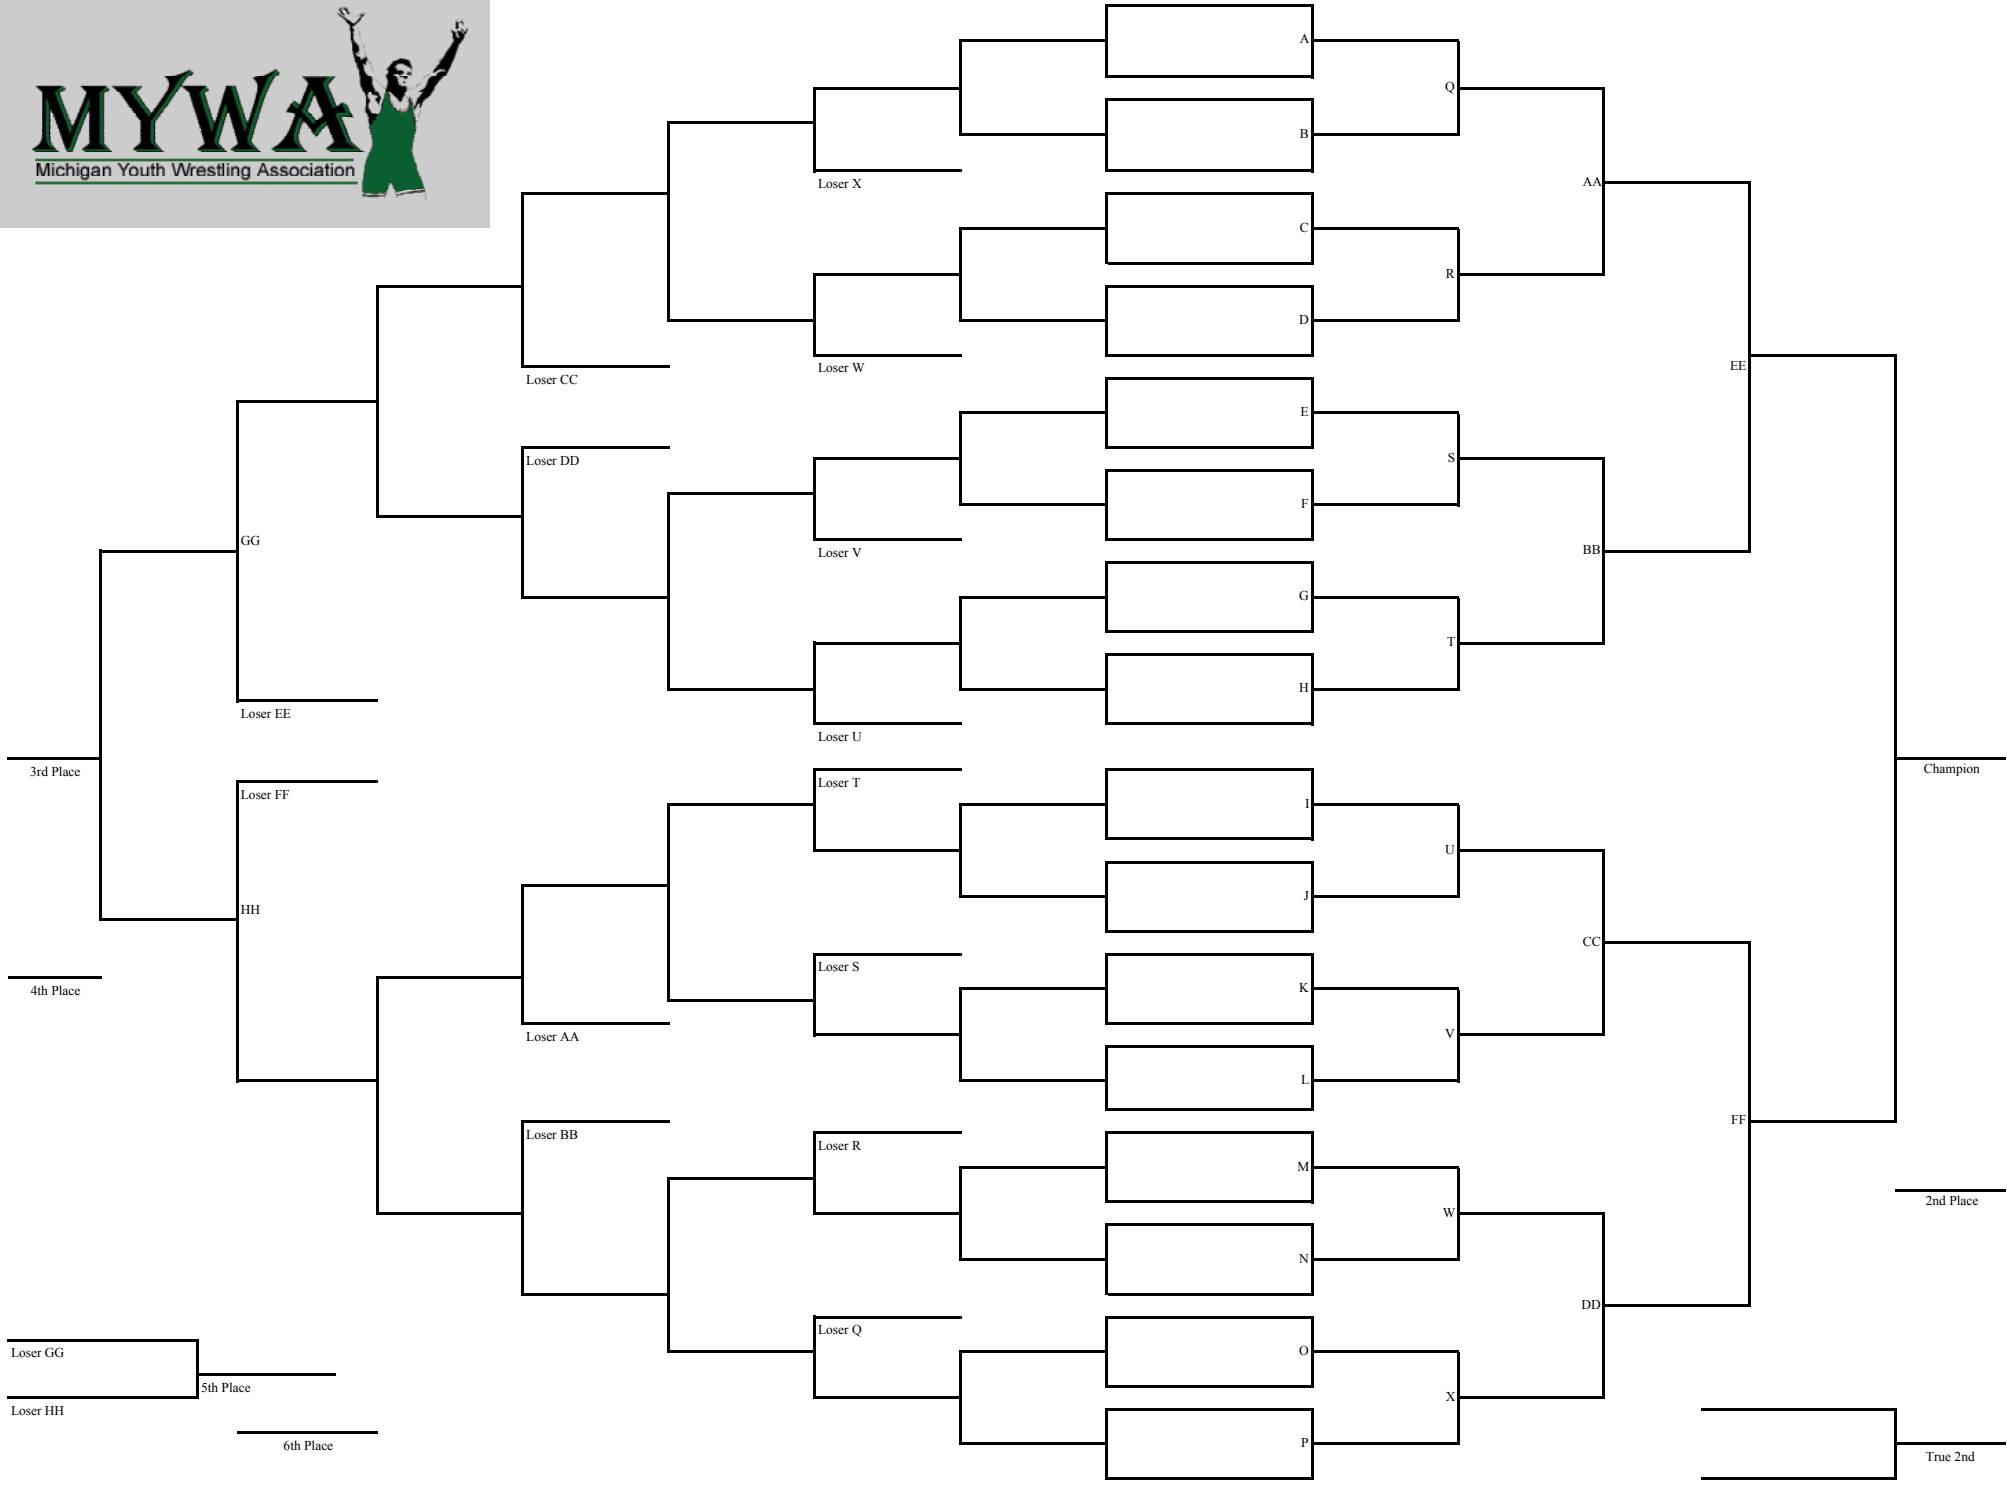 MYWA
Michigan Youth Wrestling Association
A
Q
B
Loser X
AA
C
R
D
Loser W
EE
Loser CC
E
Loser DD
S
F
GG
Loser V
BB
G
T
H
Loser EE
Loser U
3rd Place
Champion
Loser FF
Loser T
I
U
J
HH
CC
Loser S
4th Place
K
Loser AA
V
L
Loser BB
FF
Loser R
M
2nd Place
W
N
DD
Loser Q
Loser GG
O
5th Place
X
Loser HH
6th Place
P
True 2nd